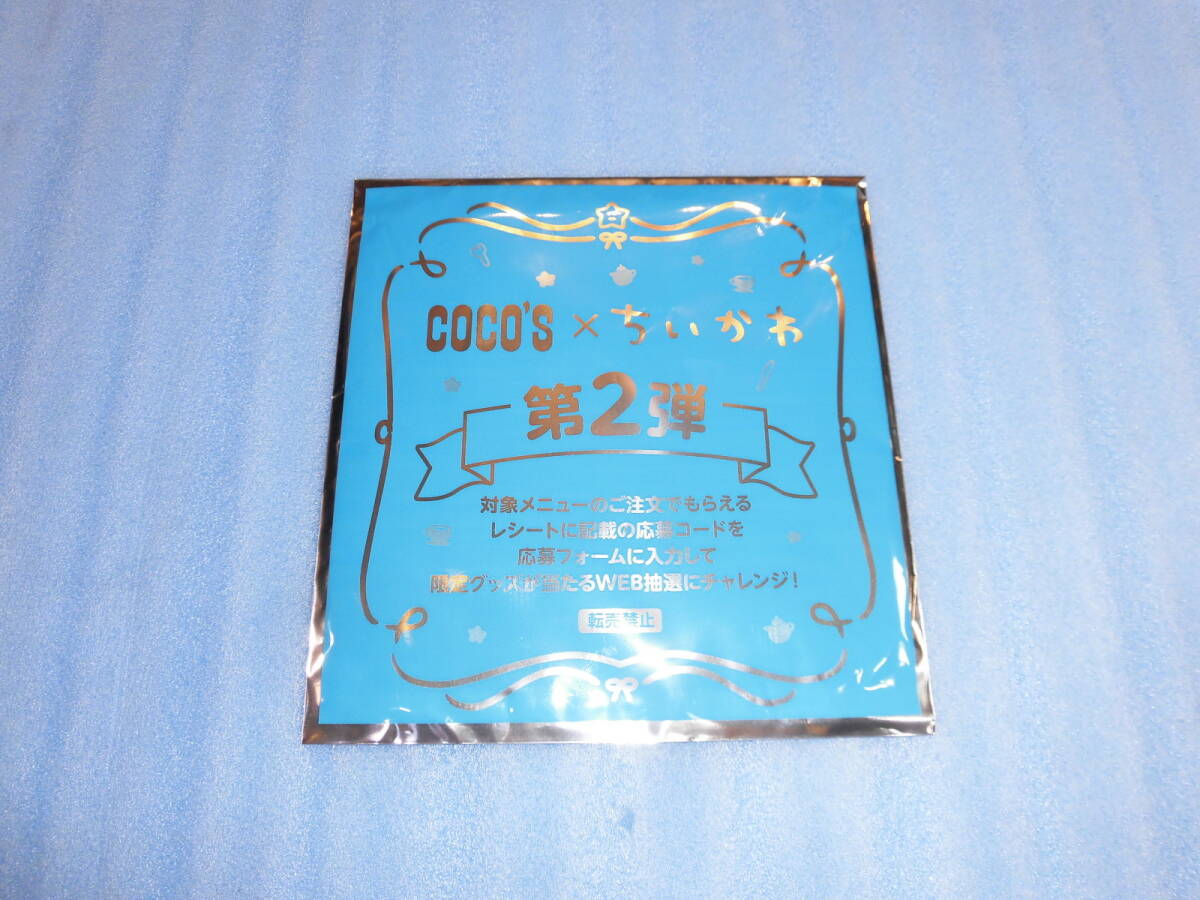 COCO'S × ちいかわ
第2弾
対象メニューのご注文でもらえる
レシートに記載の応募コードを
応募フォームに入力して
限定グッズが当たるWEB抽選にチャレンジ！
転売禁止